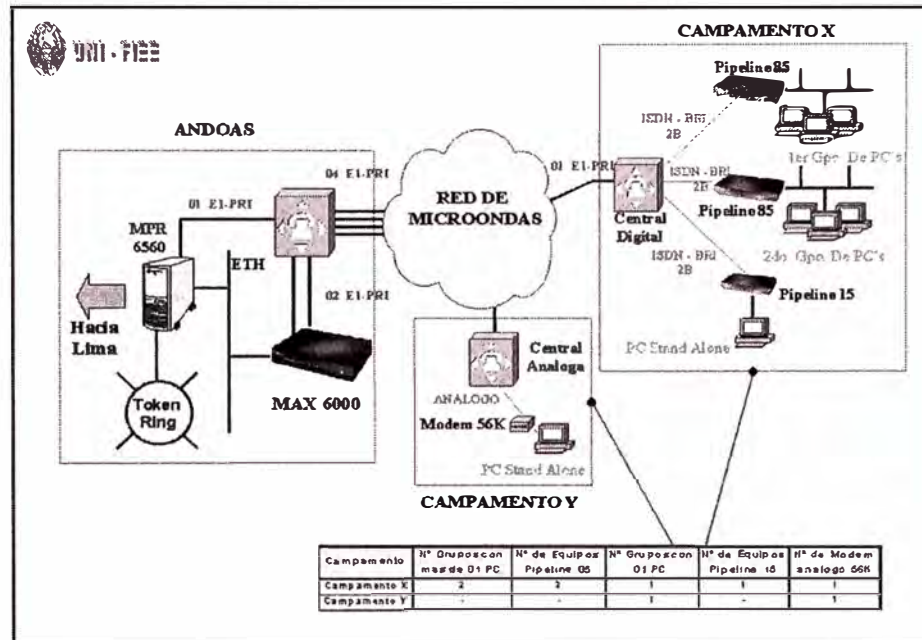 UNI - FIEE
CAMPAMENTO X
Pipeline 85
ISDN - BRI
2B
1er Gpo. De PC's
ANDOAS
04 E1-PRI
01 E1-PRI
RED DE
MICROONDAS
01 E1-PRI
ISDN - BRI
2B
Central
Digital
Pipeline 85
2do Gpo. De PC's
MPR
6560
ETH
ISDN - BRI
2B
Pipeline 15
02 E1-PRI
Hacia
Lima
Central
Analoga
PC Stand Alone
Token
Ring
MAX 6000
ANALOGO
Modem 56K
PC Stand Alone
CAMPAMENTO Y
Campamento N° Grupos con mas de 01 PC N° de Equipos Pipeline 85 N° Grupos con 01 PC N° de Equipos Pipeline 15 N° de Modem analogo 56K
Campamento X 2 2 1 1 1
Campamento Y - - 1 - 1